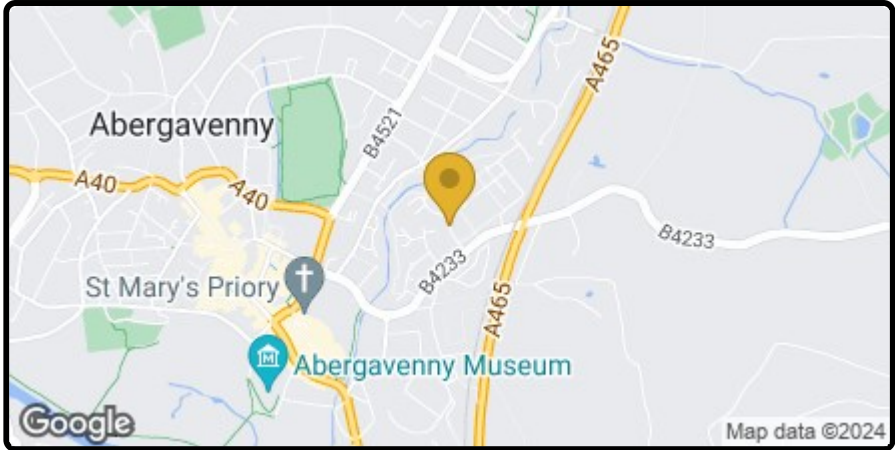 A465
Abergavenny
B4521
A40
A40
B4233
B4233
St Mary's Priory
A465
M
Abergavenny Museum
Google
Map data ©2024